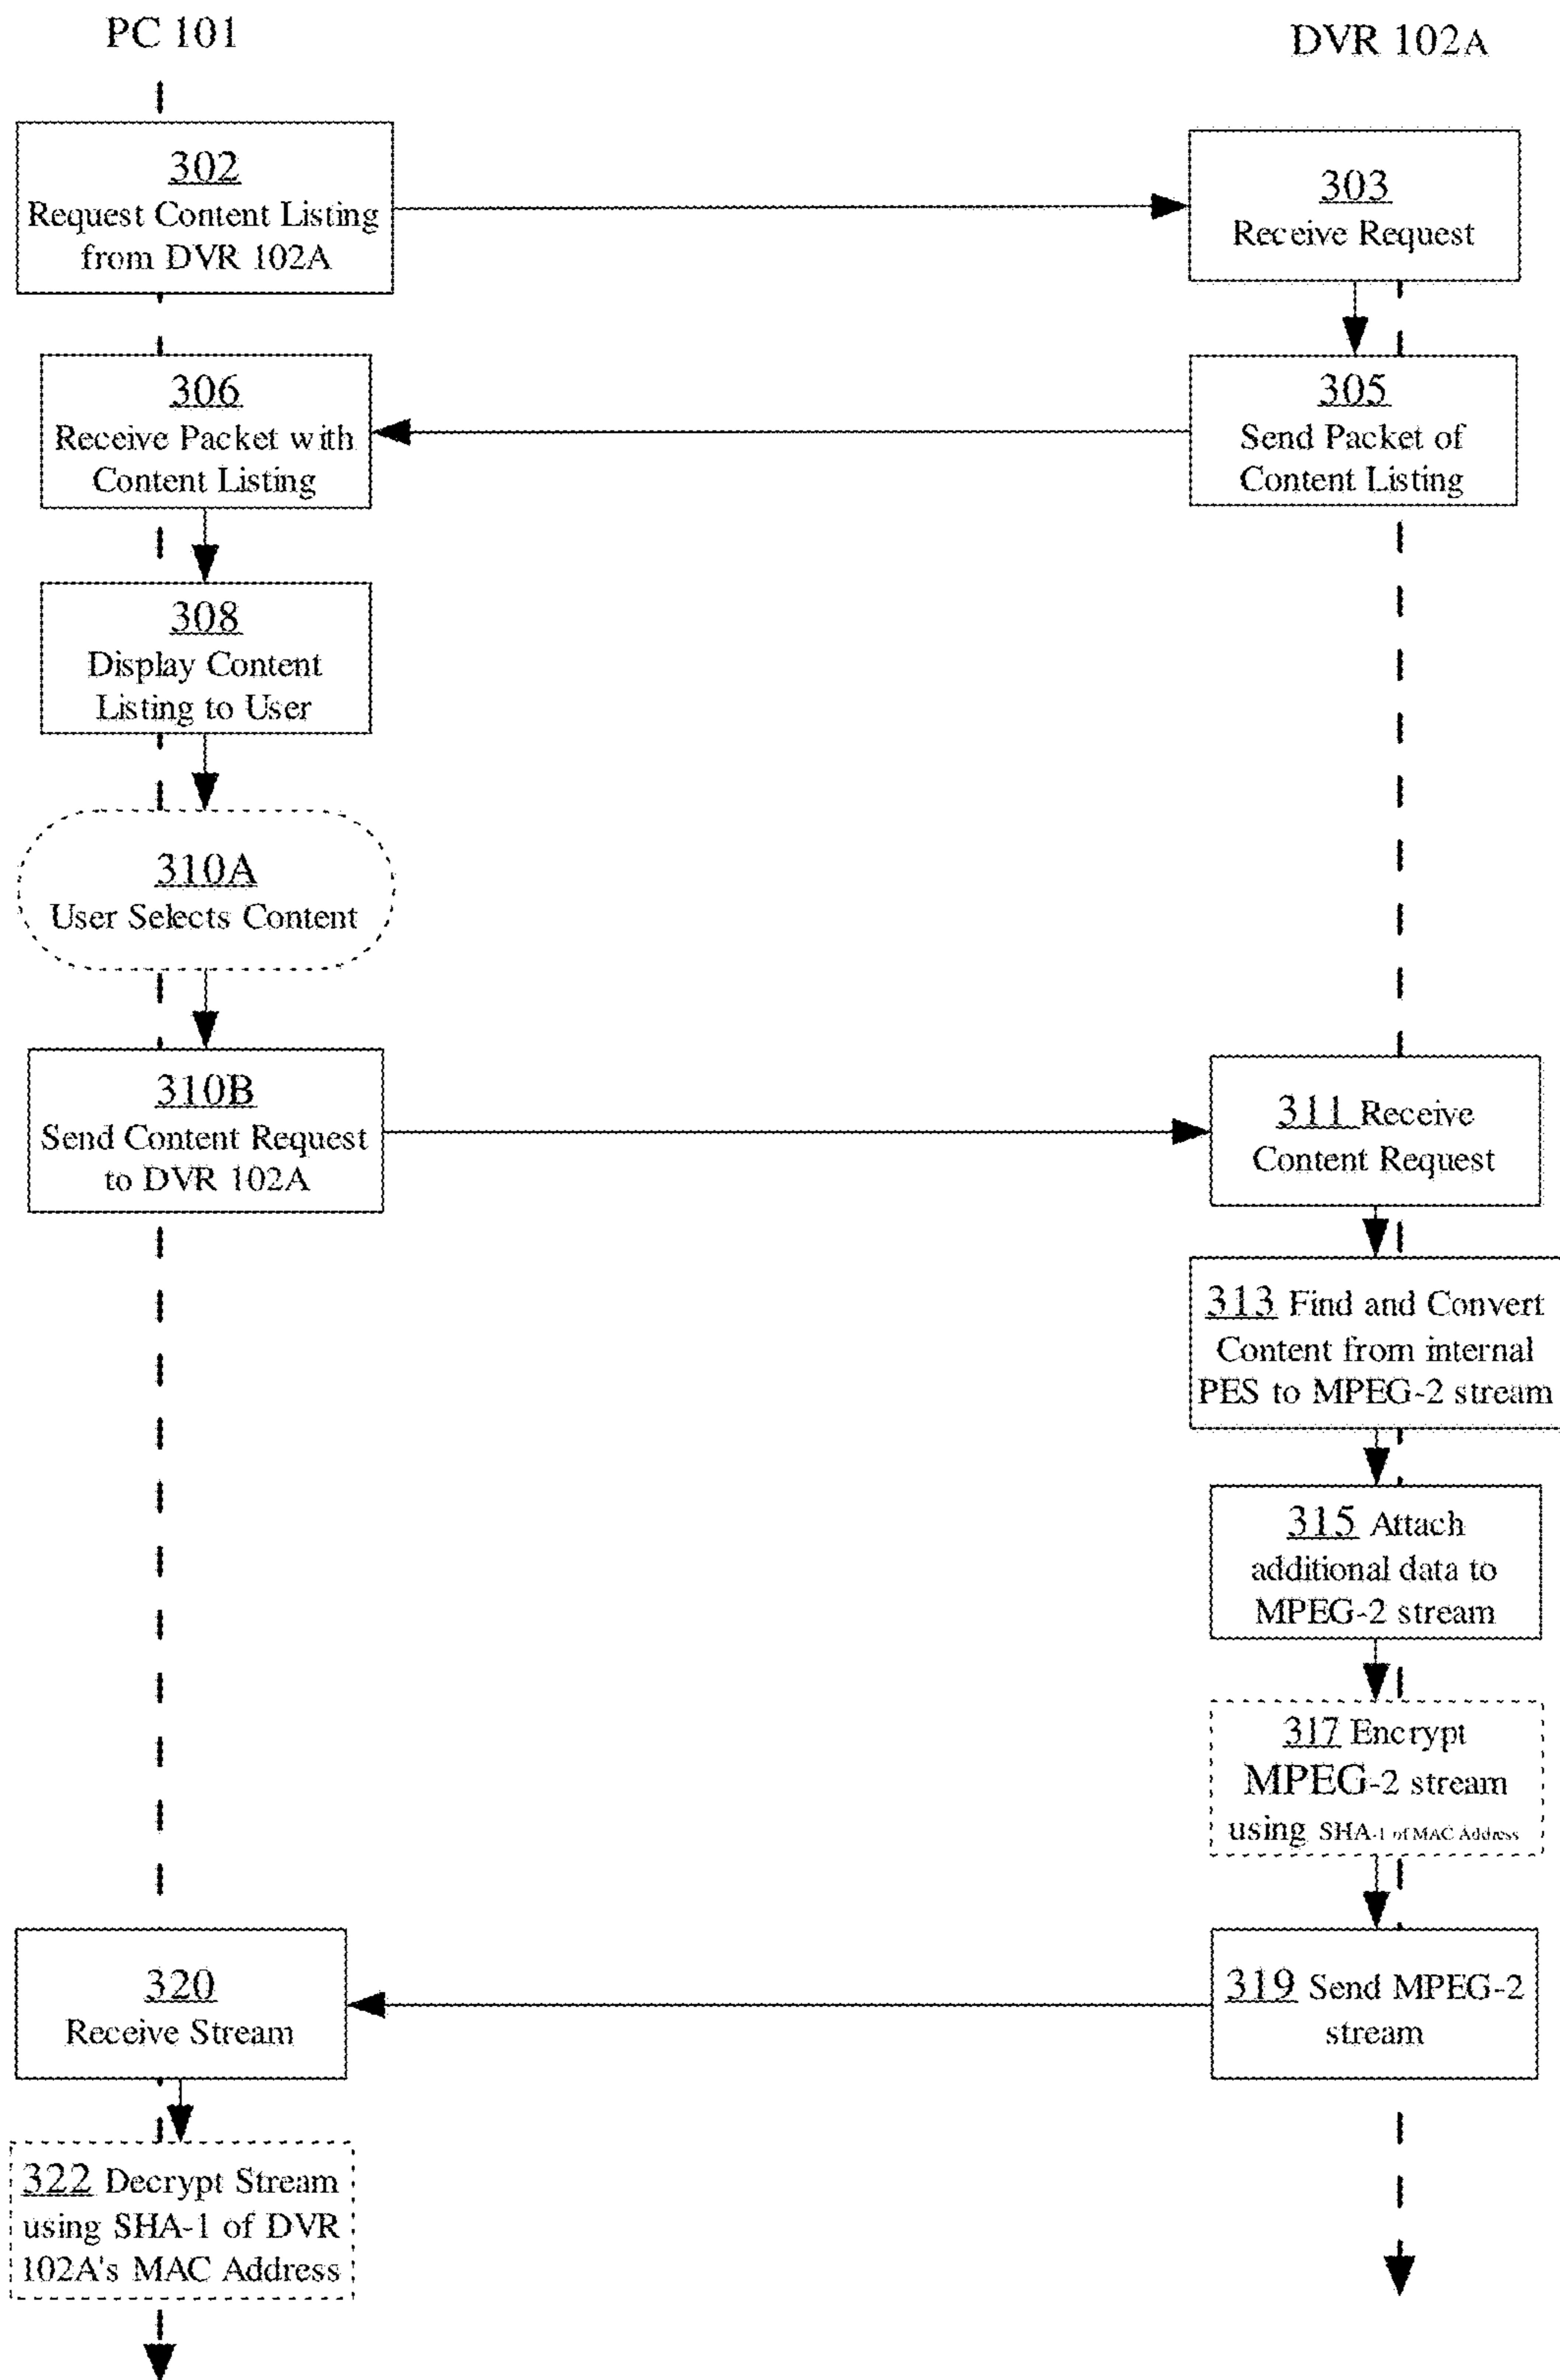 PC 101
DVR 102A
302
Request Content Listing
from DVR 102A
303
Receive Request
306
Receive Packet with
Content Listing
305
Send Packet of
Content Listing
308
Display Content
Listing to User
310A
User Selects Content
310B
Send Content Request
to DVR 102A
311 Receive
Content Request
313 Find and Convert
Content from internal
PES to MPEG-2 stream
315 Attach
additional data to
MPEG-2 stream
317 Encrypt
MPEG-2 stream
using SHA-1 of MAC Address
320
Receive Stream
319 Send MPEG-2
stream
322 Decrypt Stream
using SHA-1 of DVR
102A's MAC Address